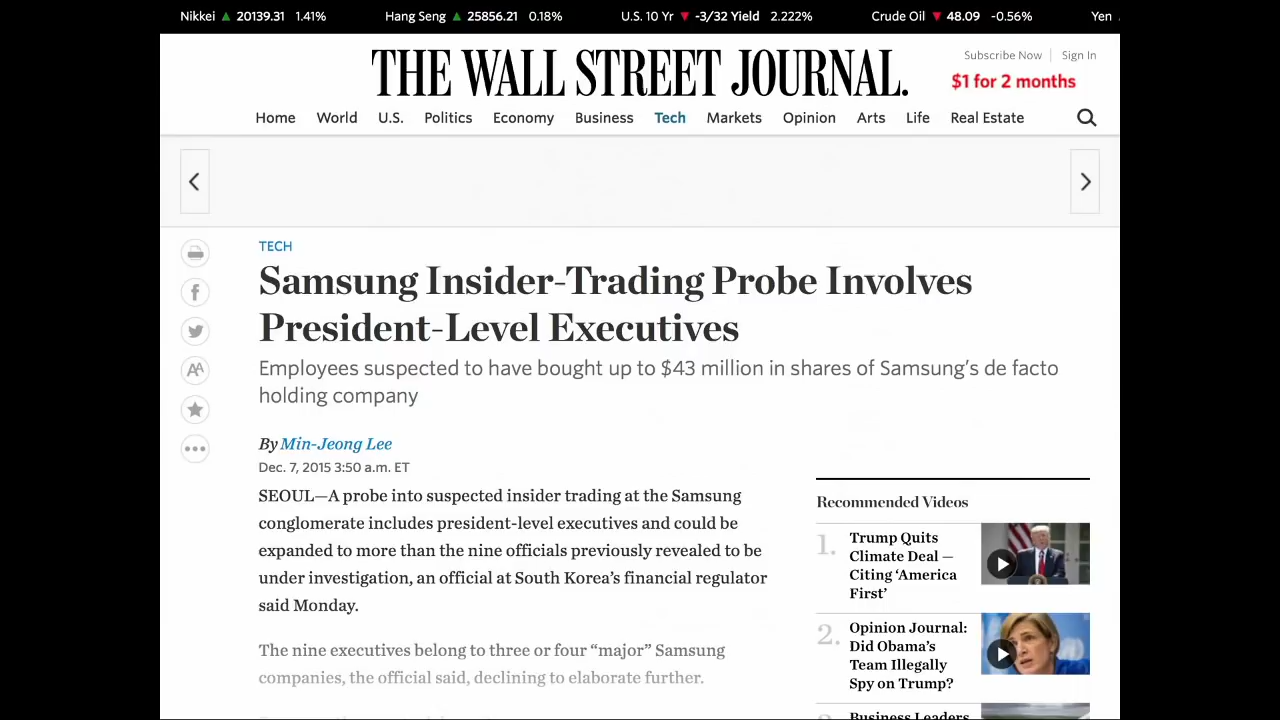 Nikkei ▲ 20139.31 1.41% Hang Seng ▲ 25856.21 0.18% U.S. 10 Yr ▼ -3/32 Yield 2.222% Crude Oil ▼ 48.09 -0.56% Yen
THE WALL STREET JOURNAL.
Subscribe Now | Sign In
$1 for 2 months
Home World U.S. Politics Economy Business Tech Markets Opinion Arts Life Real Estate
TECH
Samsung Insider-Trading Probe Involves
President-Level Executives
Employees suspected to have bought up to $43 million in shares of Samsung's de facto
holding company
By Min-Jeong Lee
Dec. 7, 2015 3:50 a.m. ET
SEOUL—A probe into suspected insider trading at the Samsung
conglomerate includes president-level executives and could be
expanded to more than the nine officials previously revealed to be
under investigation, an official at South Korea's financial regulator
said Monday.
The nine executives belong to three or four “major” Samsung
companies, the official said, declining to elaborate further.
AA
Recommended Videos
1. Trump Quits
Climate Deal —
Citing ‘America
First’
2. Opinion Journal:
Did Obama's
Team Illegally
Spy on Trump?
Business Leaders